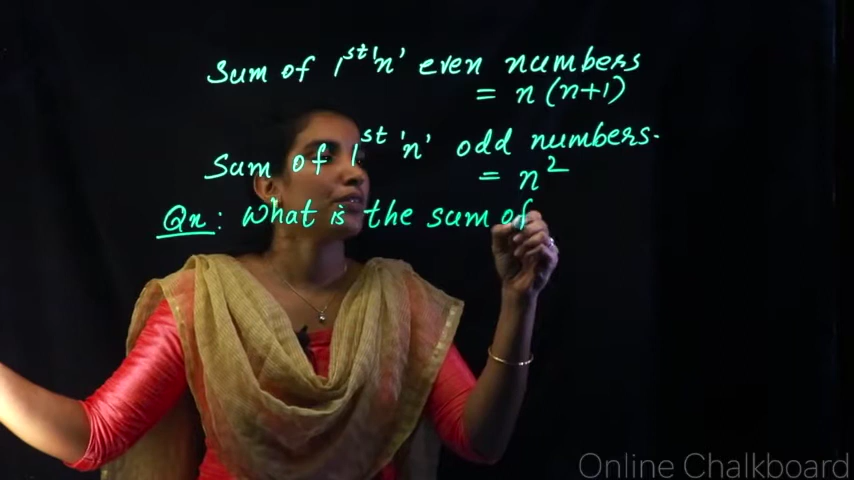 Sum of 1st 'n' even numbers
= n (n+1)
Sum of 1st 'n' odd numbers.
= n²
Qn: What is the sum of
Online Chalkboard